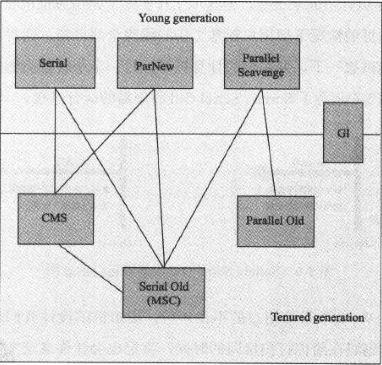 Young generation
Serial
ParNew
Parallel
Scavenge
G1
CMS
Parallel Old
Serial Old
(MSC)
Tenured generation